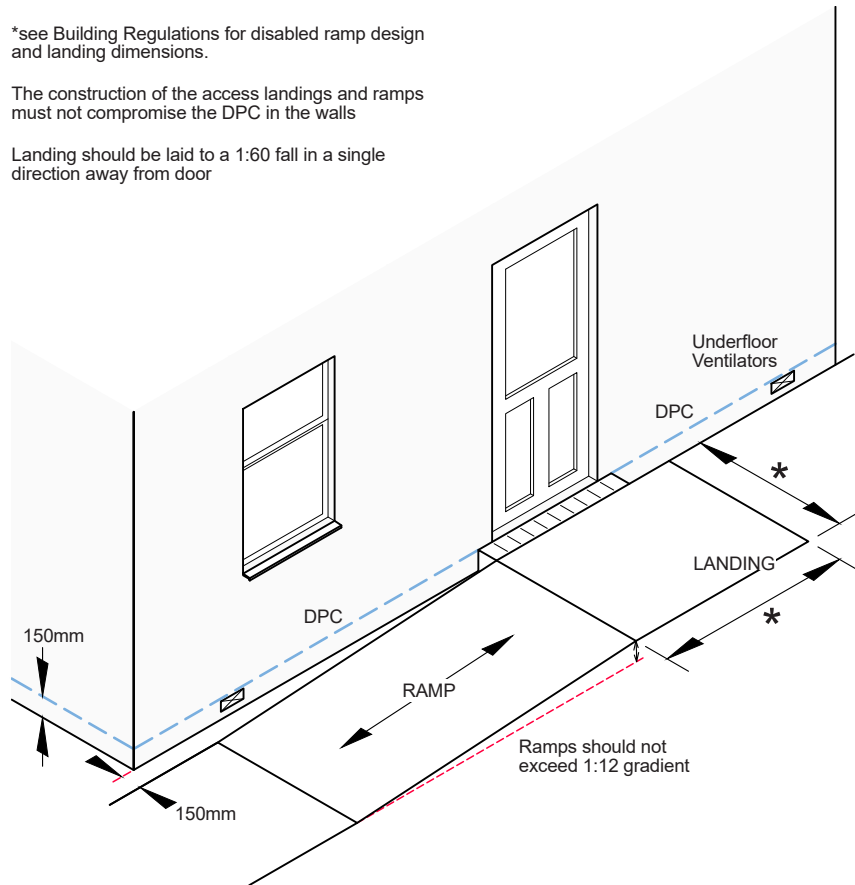 *see Building Regulations for disabled ramp design
and landing dimensions.
The construction of the access landings and ramps
must not compromise the DPC in the walls
Landing should be laid to a 1:60 fall in a single
direction away from door
Underfloor
Ventilators
DPC
*
LANDING
*
DPC
150mm
RAMP
Ramps should not
exceed 1:12 gradient
150mm